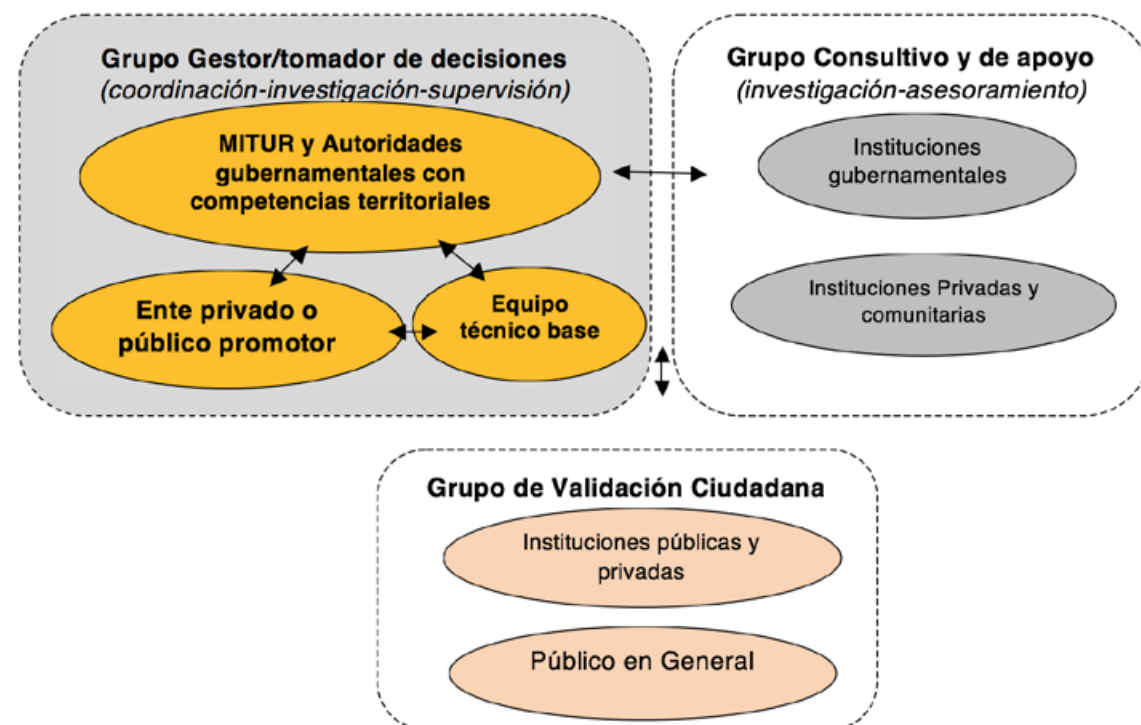 Grupo Gestor/tomador de decisiones
(coordinación-investigación-supervisión)
MITUR y Autoridades
gubernamentales con
competencias territoriales
Ente privado o
público promotor
Equipo
técnico base
Grupo Consultivo y de apoyo
(investigación-asesoramiento)
Instituciones
gubernamentales
Instituciones Privadas y
comunitarias
Grupo de Validación Ciudadana
Instituciones públicas y
privadas
Público en General